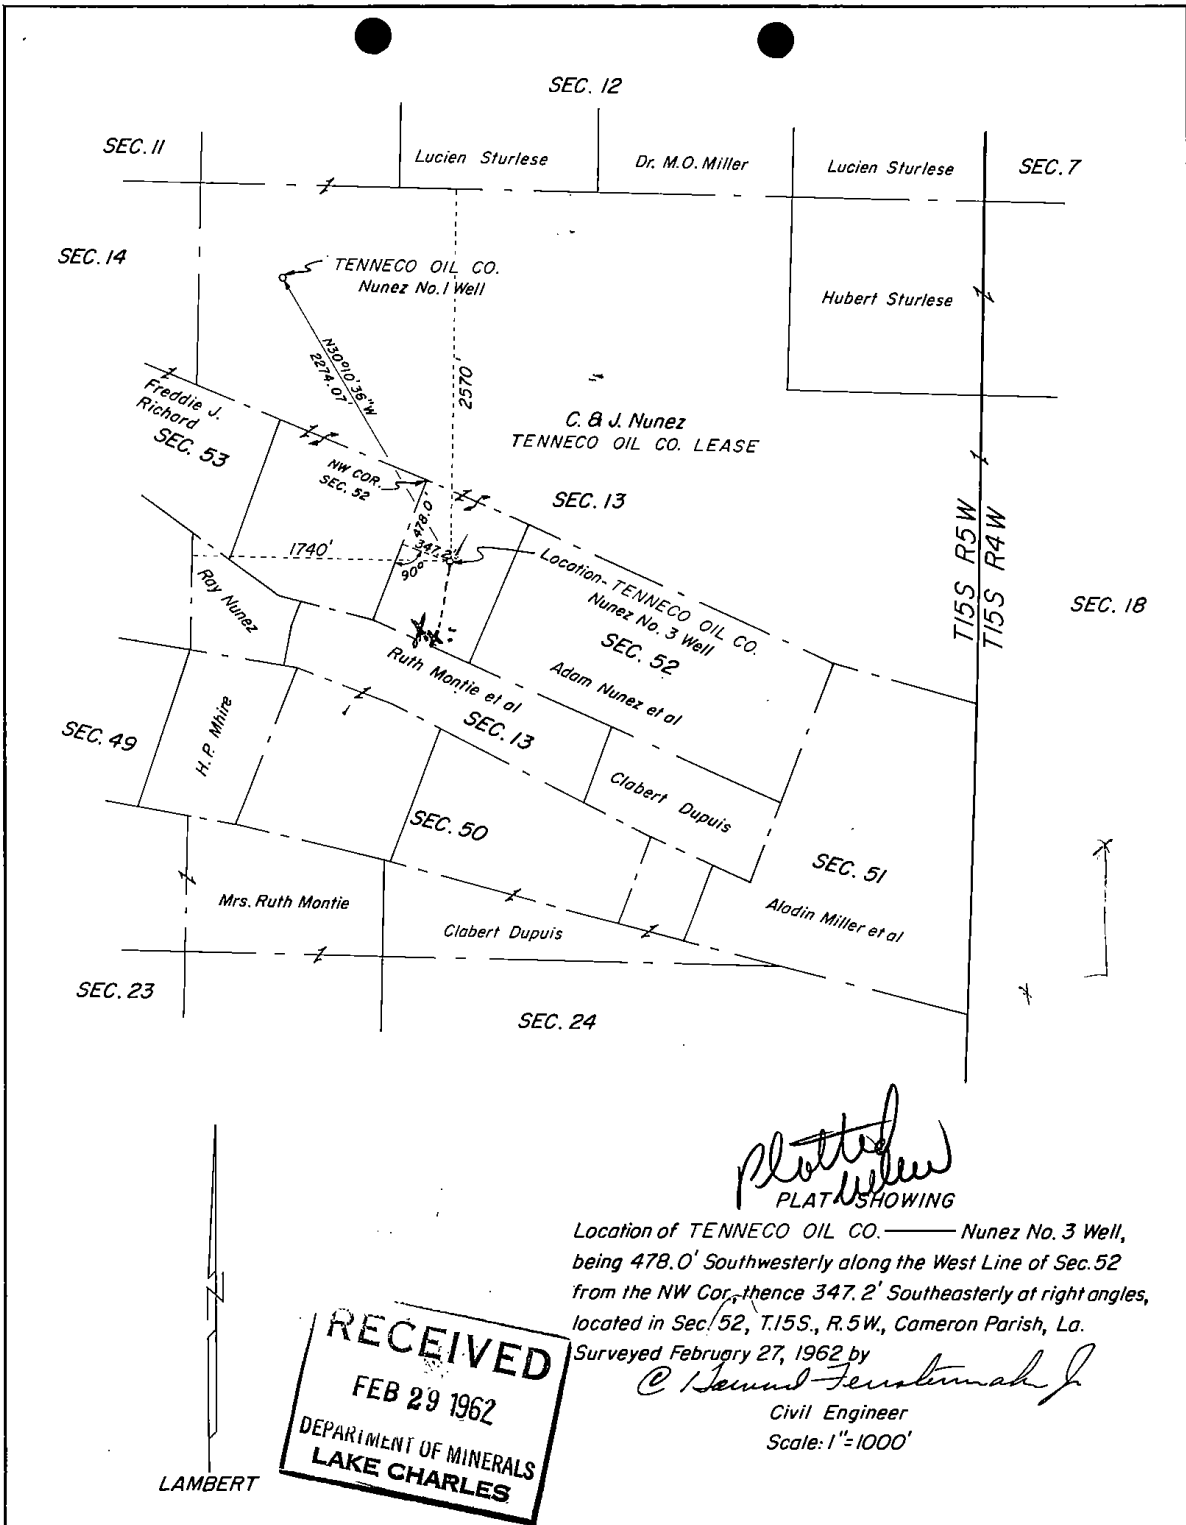 SEC. 12
SEC. 11
Lucien Sturlese
Dr. M.O. Miller
Lucien Sturlese
SEC. 7
SEC. 14
TENNECO OIL CO.
Nunez No. 1 Well
Hubert Sturlese
N30°10'36"W
2274.07'
2570'
Freddie J.
Richard
SEC. 53
C. & J. Nunez
TENNECO OIL CO. LEASE
NW COR.
SEC. 52
SEC. 13
478.0'
347.2'
90°
1740'
Location- TENNECO OIL CO.
Nunez No. 3 Well
SEC. 52
Adam Nunez et al
T15S R5W
T15S R4W
SEC. 18
Ray Nunez
Ruth Montie et al
SEC. 13
SEC. 49
H.P. Mhire
Clabert Dupuis
SEC. 50
SEC. 51
Aladin Miller et al
Mrs. Ruth Montie
Clabert Dupuis
SEC. 23
SEC. 24
Plotted
PLAT SHOWING
Location of TENNECO OIL CO. ——— Nunez No. 3 Well,
being 478.0' Southwesterly along the West Line of Sec. 52
from the NW Cor., thence 347.2' Southeasterly at right angles,
located in Sec. 52, T.15S., R.5W., Cameron Parish, La.
Surveyed February 27, 1962 by
Civil Engineer
Scale: 1"=1000'
RECEIVED
FEB 29 1962
DEPARTMENT OF MINERALS
LAKE CHARLES
LAMBERT